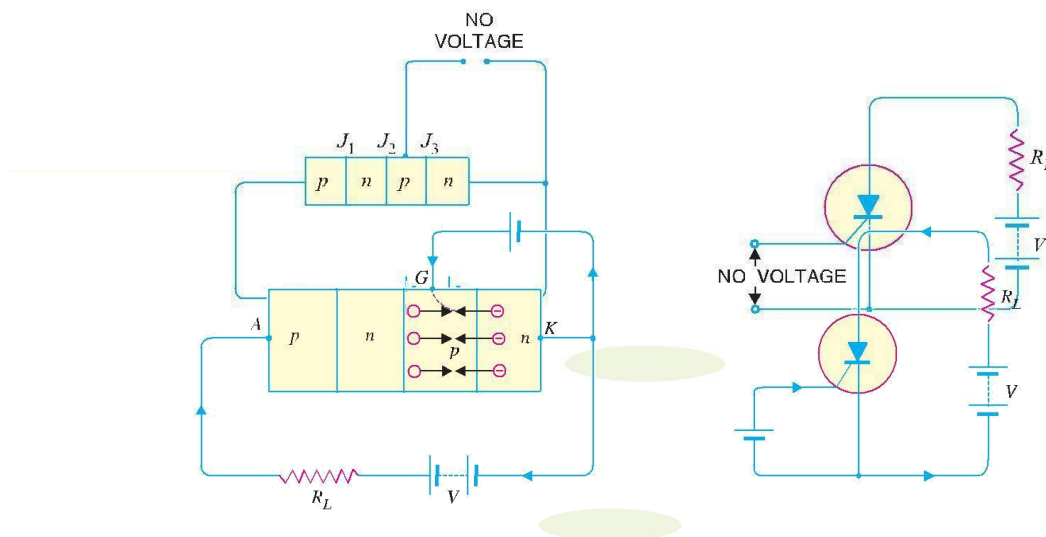 NO
VOLTAGE
J1 J2 J3
p n p n
G
A p n p n K
RL V
RL
V
NO VOLTAGE
RL
V